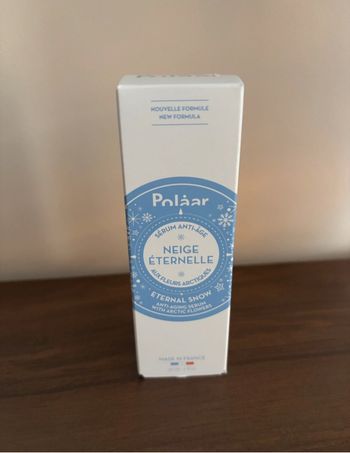 NOUVELLE FORMULE
NEW FORMULA
Polåar
SÉRUM ANTI-ÂGE
NEIGE
ÉTERNELLE
AUX FLEURS ARCTIQUES
ETERNAL SNOW
ANTI-AGING SERUM
WITH ARCTIC FLOWERS
MADE IN FRANCE